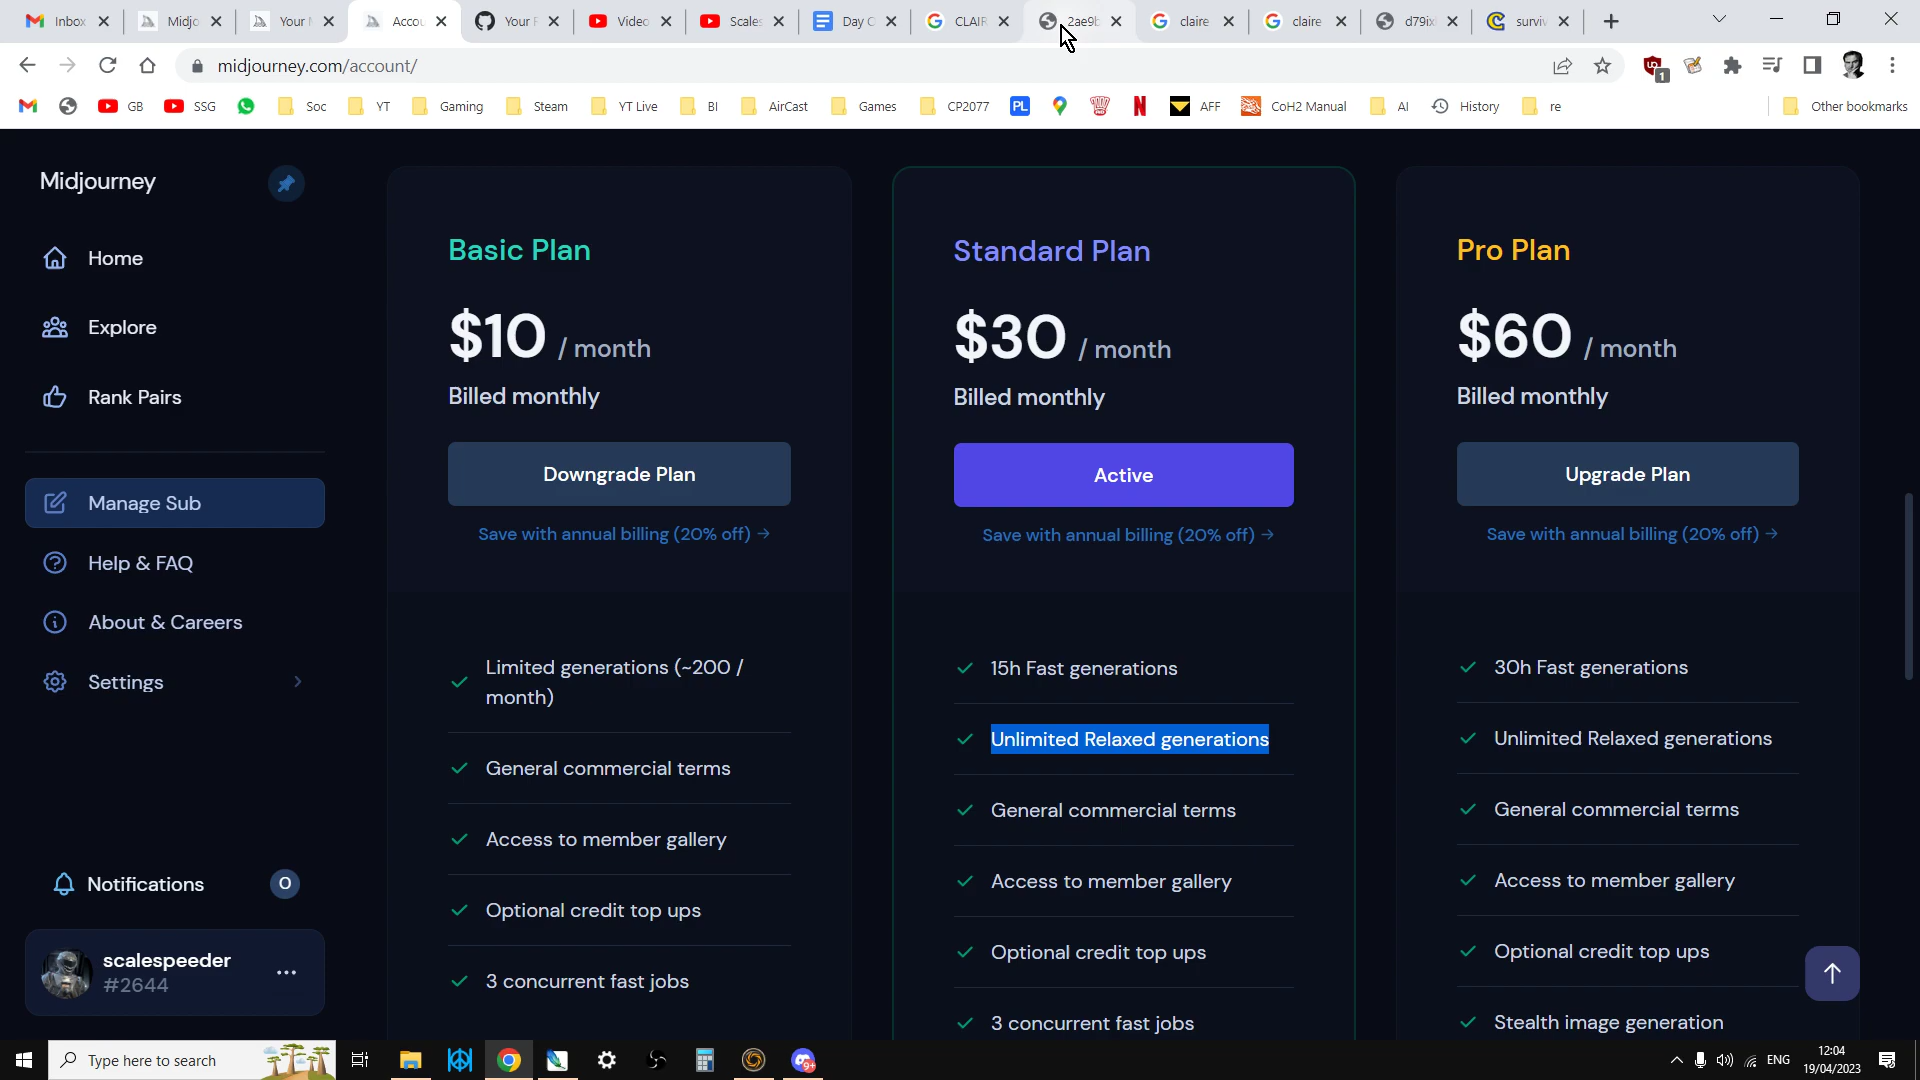 Inbox
Midjo
Your
Accou
Your
Video
Scales
Day
CLAIR
2ae9b
claire
claire
d79ix
surviv
midjourney.com/account/
1
GB
SSG
Soc
YT
Gaming
Steam
YT Live
BI
AirCast
Games
CP2077
PL
N
AFF
CoH2 Manual
AI
History
re
Other bookmarks
Midjourney
Home
Explore
Rank Pairs
Manage Sub
Help & FAQ
About & Careers
Settings
Notifications
0
scalespeeder
#2644
Basic Plan
$10 / month
Billed monthly
Downgrade Plan
Save with annual billing (20% off) →
Limited generations (~200 /
month)
General commercial terms
Access to member gallery
Optional credit top ups
3 concurrent fast jobs
Standard Plan
$30 / month
Billed monthly
Active
Save with annual billing (20% off) →
15h Fast generations
Unlimited Relaxed generations
General commercial terms
Access to member gallery
Optional credit top ups
3 concurrent fast jobs
Pro Plan
$60 / month
Billed monthly
Upgrade Plan
Save with annual billing (20% off) →
30h Fast generations
Unlimited Relaxed generations
General commercial terms
Access to member gallery
Optional credit top ups
Stealth image generation
Type here to search
9+
ENG
12:04
19/04/2023